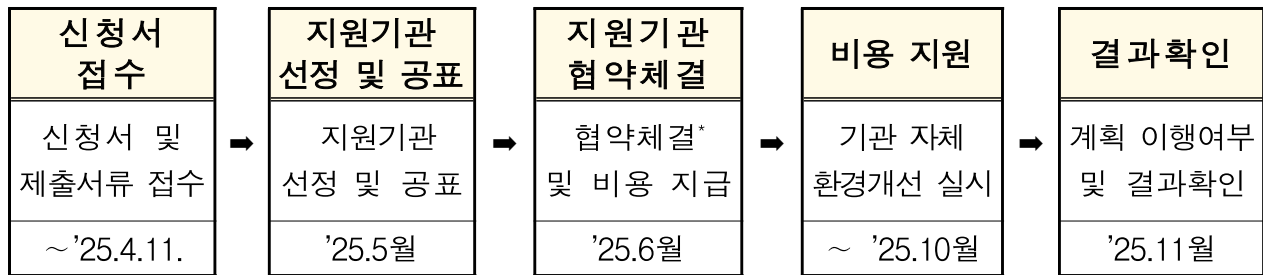 신청서
접수
신청서 및
제출서류 접수
~ ’25.4.11.
➡
지원기관
선정 및 공표
지원기관
선정 및 공표
’25.5월
➡
지원기관
협약체결
협약체결*
및 비용 지급
’25.6월
➡
비용 지원
기관 자체
환경개선 실시
~ ’25.10월
➡
결과확인
계획 이행여부
및 결과확인
’25.11월